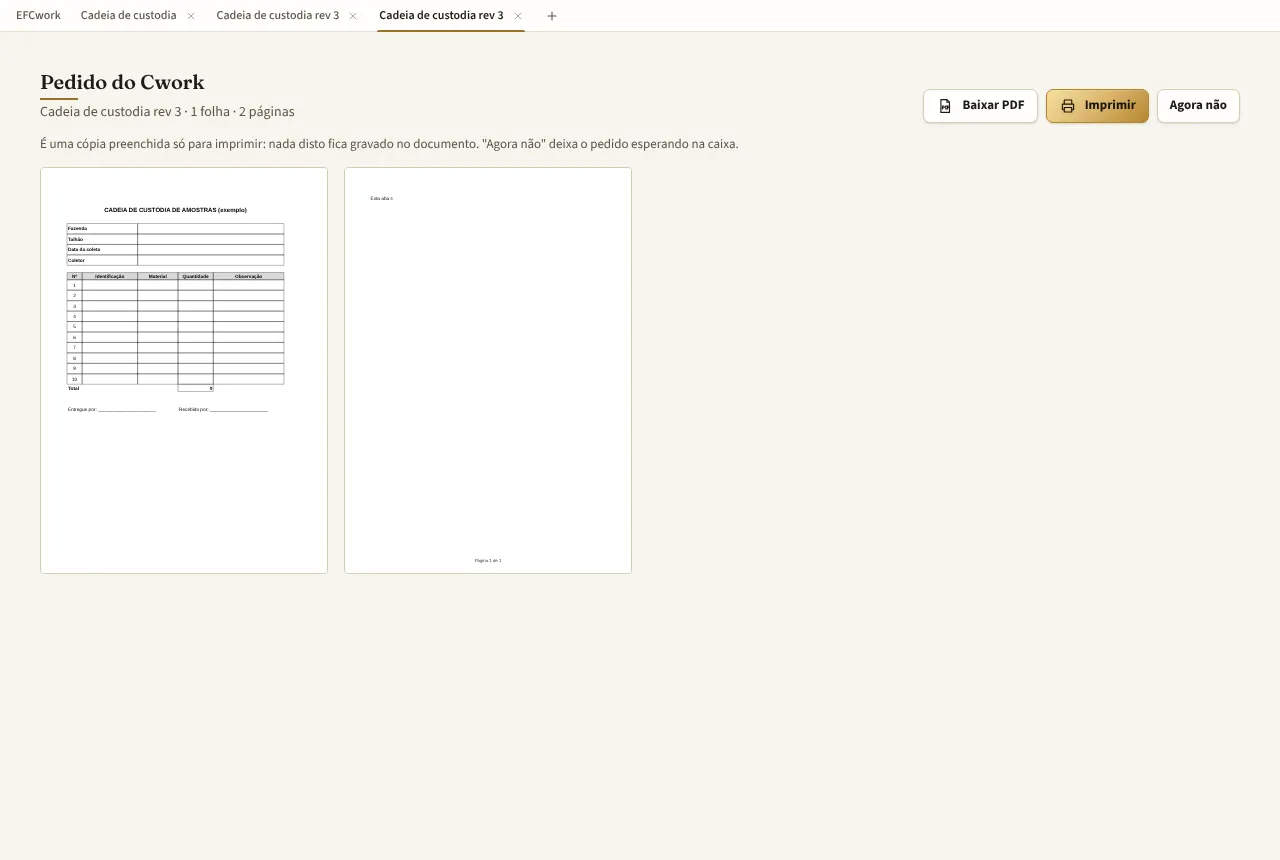 EFCwork Cadeia de custodia Cadeia de custodia rev 3 Cadeia de custodia rev 3
Pedido do Cwork
Cadeia de custodia rev 3 · 1 folha · 2 páginas
Baixar PDF Imprimir Agora não
É uma cópia preenchida só para imprimir: nada disto fica gravado no documento. "Agora não" deixa o pedido esperando na caixa.
CADEIA DE CUSTÓDIA DE AMOSTRAS (exemplo)
Fazenda
Talhão
Data da coleta
Coletor
Nº Identificação Material Quantidade Observação
1
2
3
4
5
6
7
8
9
10
Total 0
Entregue por: Recebido por:
Esta aba
Página de 1